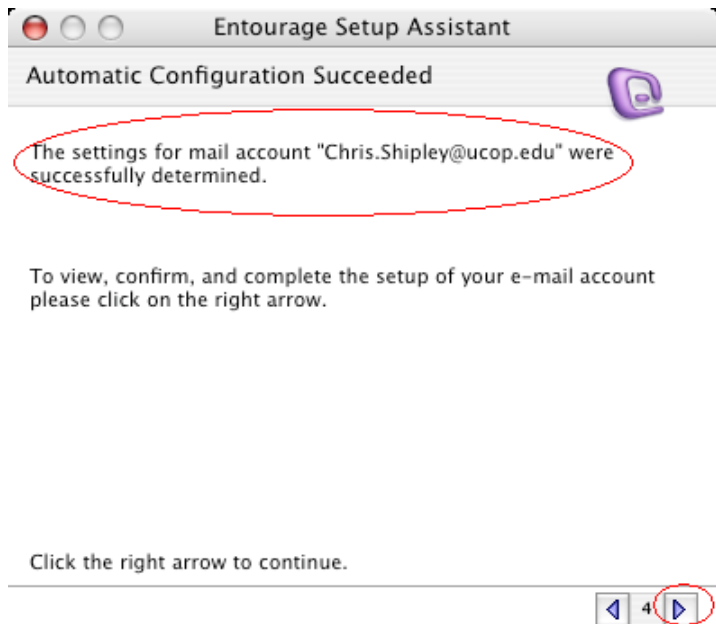 Entourage Setup Assistant
Automatic Configuration Succeeded
The settings for mail account "Chris.Shipley@ucop.edu" were
successfully determined.
To view, confirm, and complete the setup of your e-mail account
please click on the right arrow.
Click the right arrow to continue.
4